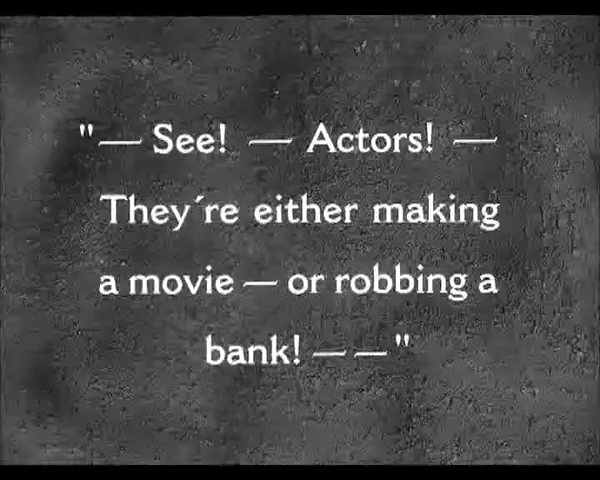 "— See! — Actors! —
They´re either making
a movie — or robbing a
bank! — — "